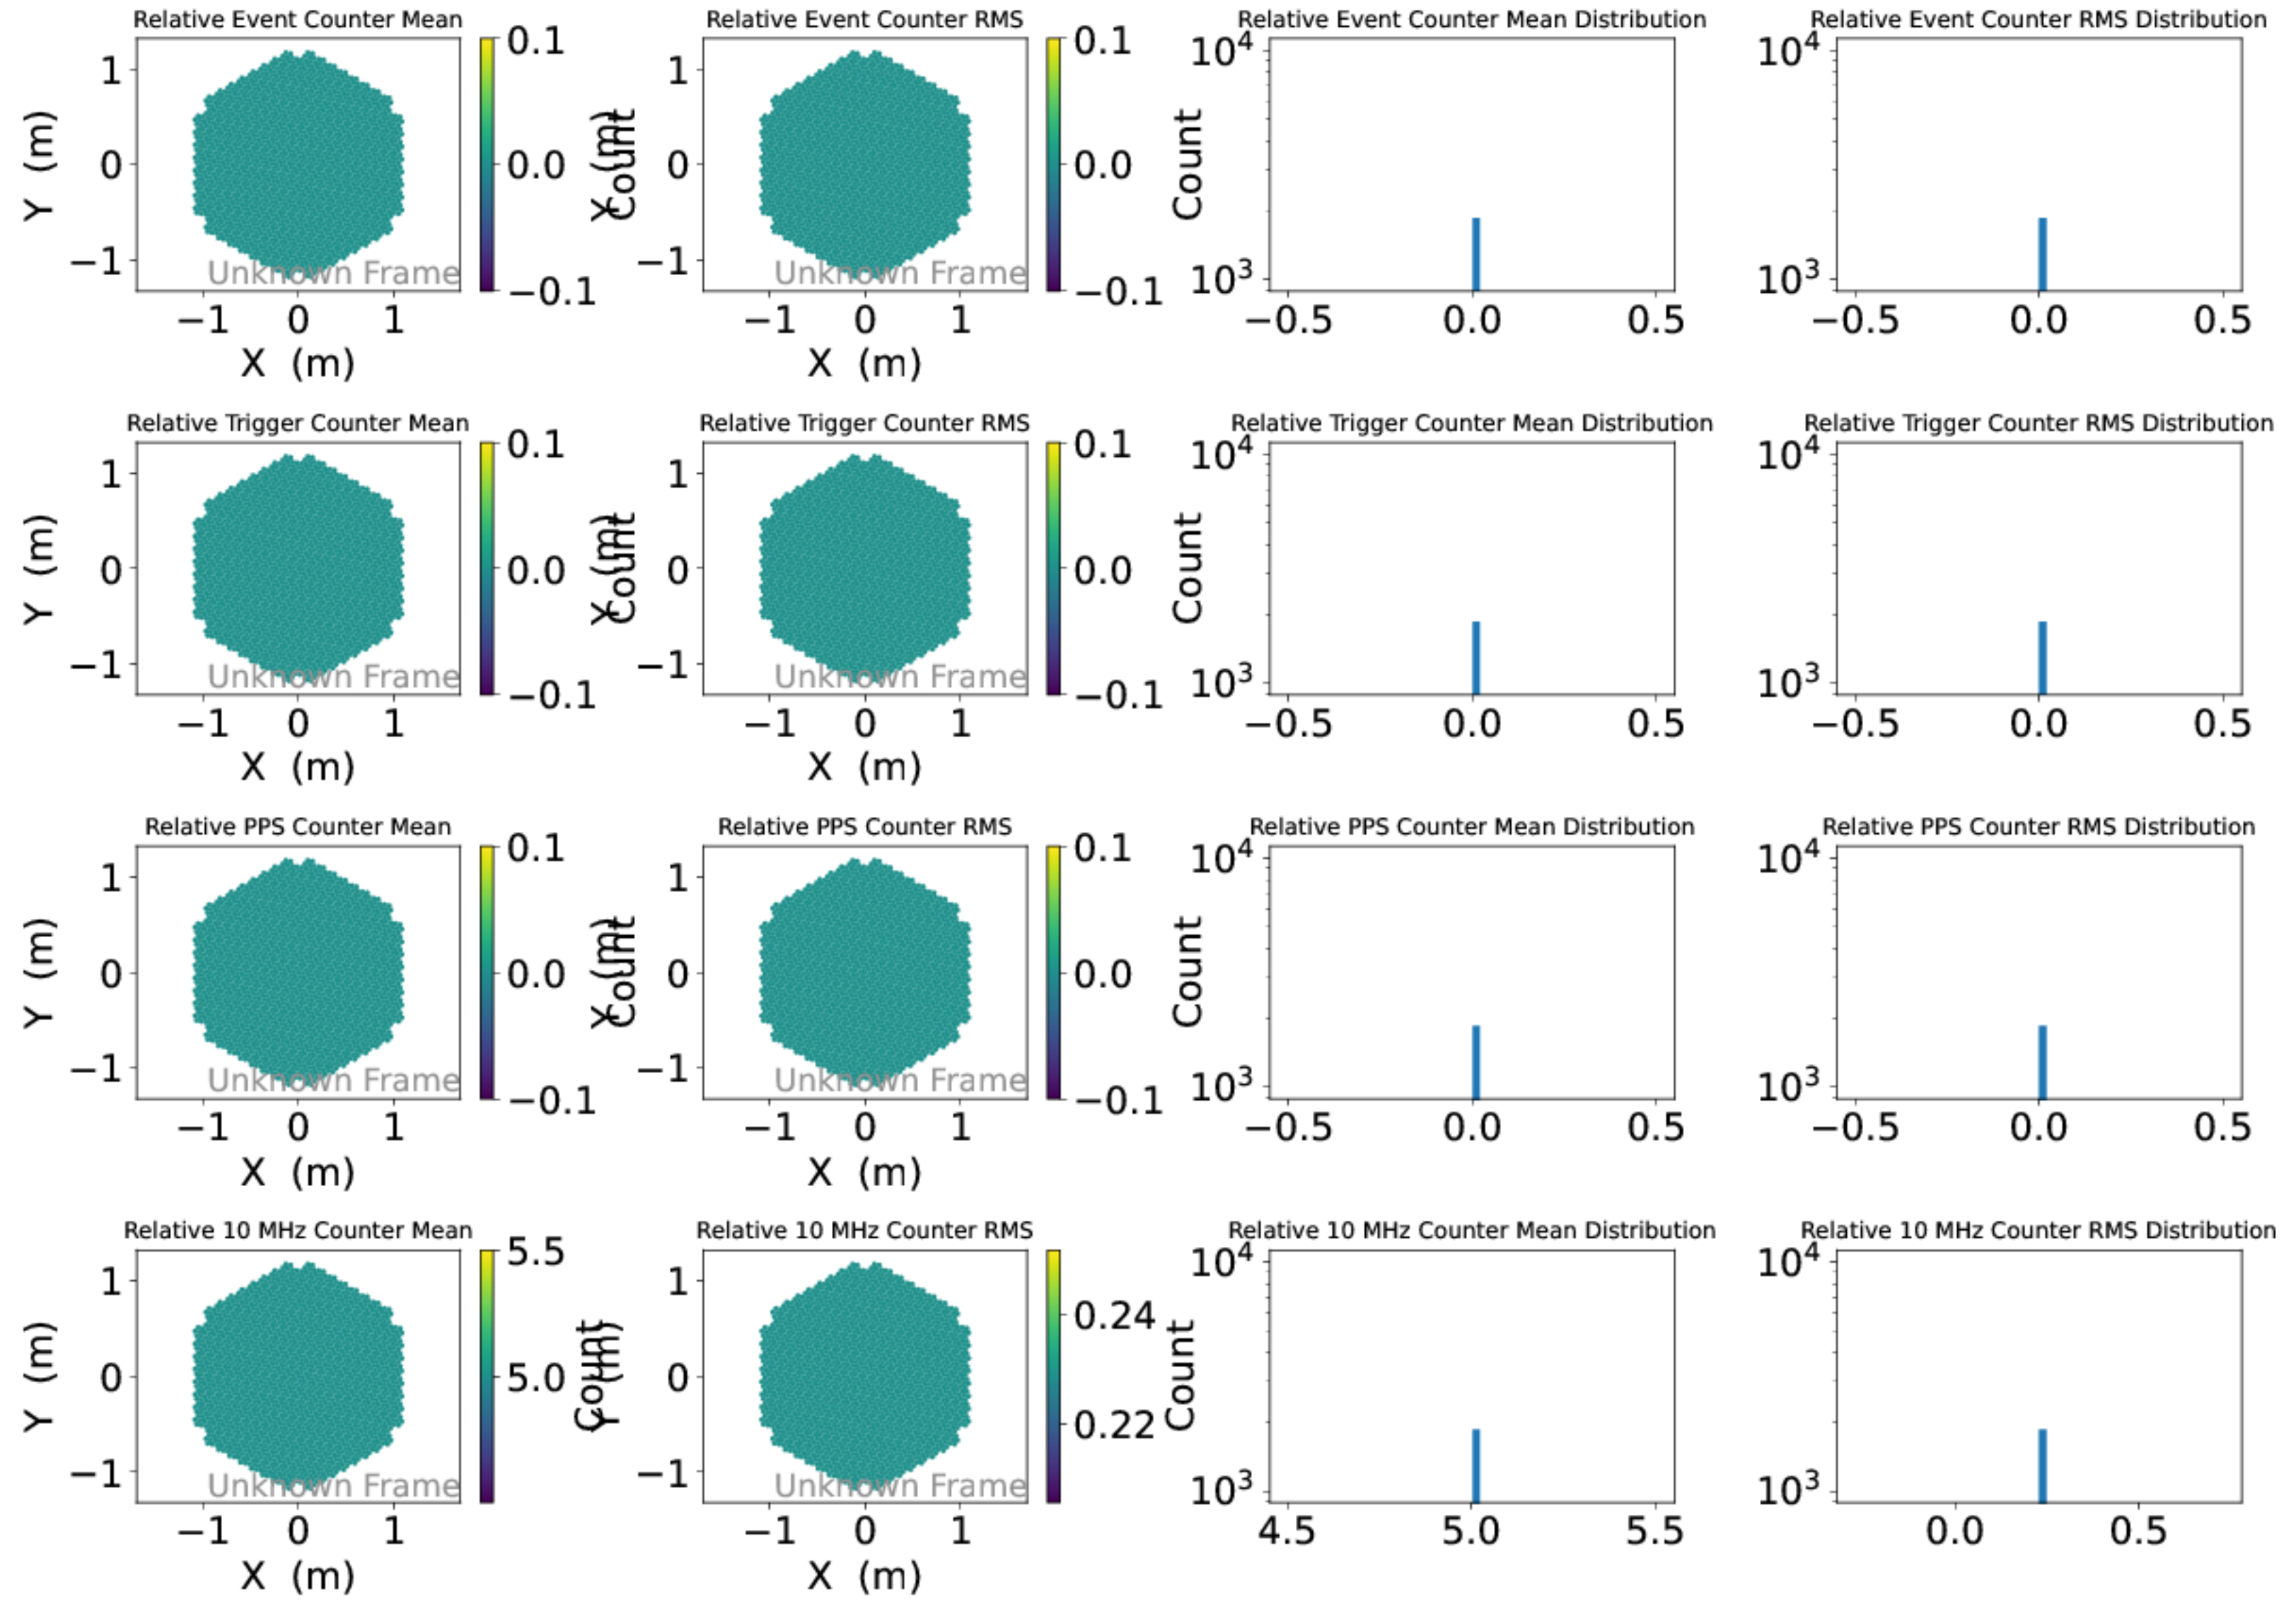 Relative Event Counter Mean
Relative Event Counter RMS
Relative Event Counter Mean Distribution
Relative Event Counter RMS Distribution
Y (m)
1
0
−1
Unknown Frame
−1 0 1
X (m)
0.1
0.0
−0.1
Y (m)
Count
1
0
−1
Unknown Frame
−1 0 1
X (m)
0.1
0.0
−0.1
Count
10⁴
10³
−0.5 0.0 0.5
10⁴
10³
−0.5 0.0 0.5
Relative Trigger Counter Mean
Relative Trigger Counter RMS
Relative Trigger Counter Mean Distribution
Relative Trigger Counter RMS Distribution
Y (m)
1
0
−1
Unknown Frame
−1 0 1
X (m)
0.1
0.0
−0.1
Y (m)
Count
1
0
−1
Unknown Frame
−1 0 1
X (m)
0.1
0.0
−0.1
Count
10⁴
10³
−0.5 0.0 0.5
10⁴
10³
−0.5 0.0 0.5
Relative PPS Counter Mean
Relative PPS Counter RMS
Relative PPS Counter Mean Distribution
Relative PPS Counter RMS Distribution
Y (m)
1
0
−1
Unknown Frame
−1 0 1
X (m)
0.1
0.0
−0.1
Y (m)
Count
1
0
−1
Unknown Frame
−1 0 1
X (m)
0.1
0.0
−0.1
Count
10⁴
10³
−0.5 0.0 0.5
10⁴
10³
−0.5 0.0 0.5
Relative 10 MHz Counter Mean
Relative 10 MHz Counter RMS
Relative 10 MHz Counter Mean Distribution
Relative 10 MHz Counter RMS Distribution
Y (m)
1
0
−1
Unknown Frame
−1 0 1
X (m)
5.5
5.0
Count
Y (m)
1
0
−1
Unknown Frame
−1 0 1
X (m)
0.24
0.22
Count
10⁴
10³
4.5 5.0 5.5
10⁴
10³
0.0 0.5